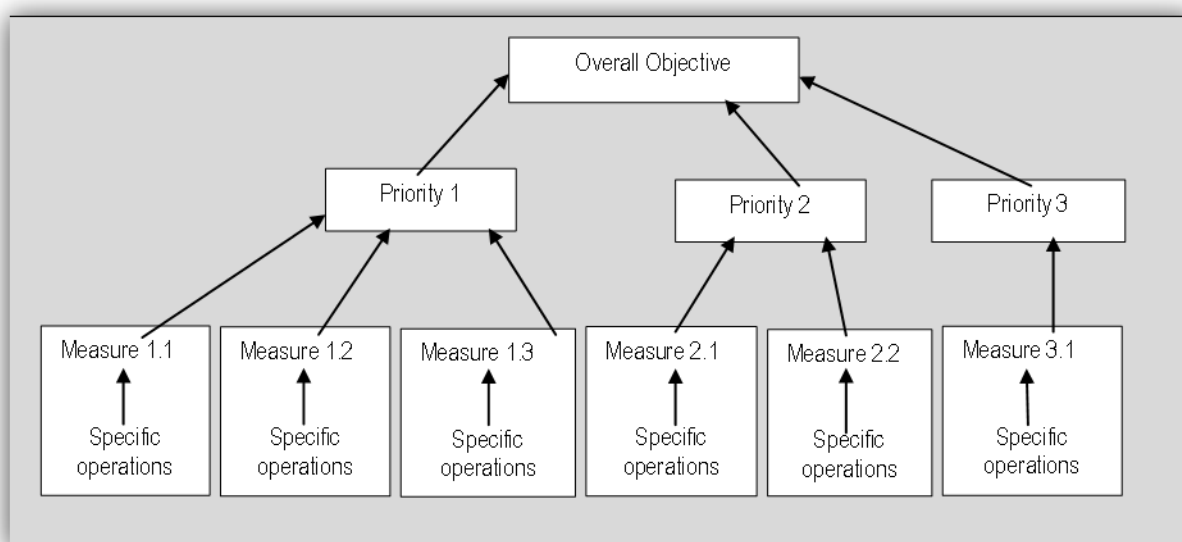 Overall Objective
Priority 1
Priority 2
Priority 3
Measure 1.1
Measure 1.2
Measure 1.3
Measure 2.1
Measure 2.2
Measure 3.1
Specific
operations
Specific
operations
Specific
operations
Specific
operations
Specific
operations
Specific
operations